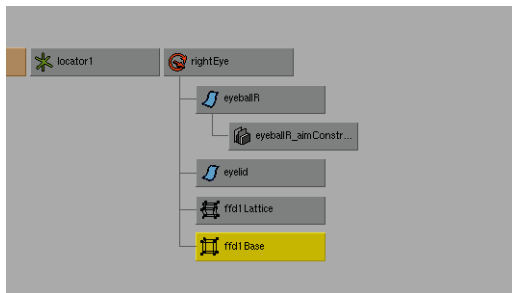 locator1
rightEye
eyeballR
eyeballR_aimConstr...
eyelid
ffd1Lattice
ffd1Base